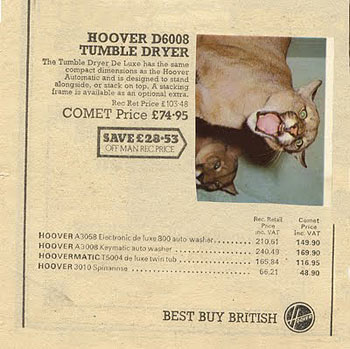 HOOVER D6008
TUMBLE DRYER
The Tumble Dryer De Luxe has the same
compact dimensions as the Hoover
Automatic and is designed to stand
alongside, or stack on top. A stacking
frame is available as an optional extra.
Rec Ret Price £103·48
COMET Price £74·95
SAVE £28·53
OFF MAN REC PRICE
Rec. Retail Price inc. VAT Comet Price inc. VAT
HOOVER A3058 Electronic de luxe 800 auto washer 210.61 149.90
HOOVER A3008 Keymatic auto washer 240.49 169.90
HOOVERMATIC T5004 de luxe twin tub 165.84 116.95
HOOVER 3010 Spinarinse 66.21 48.90
BEST BUY BRITISH
Hoover